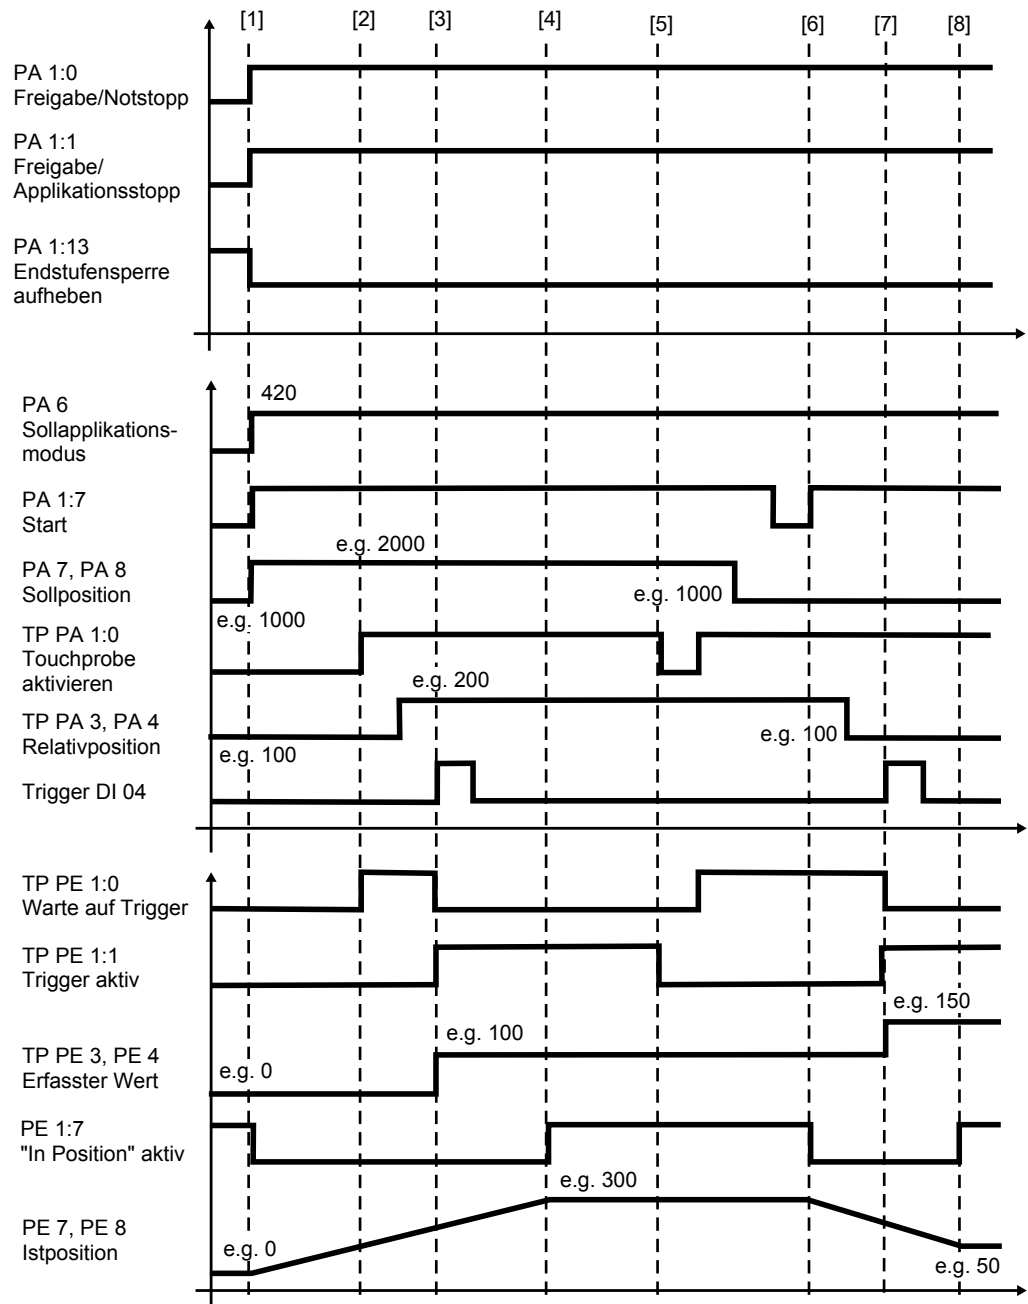 [1] [2] [3] [4] [5] [6] [7] [8]
PA 1:0
Freigabe/Notstopp
PA 1:1
Freigabe/
Applikationsstopp
PA 1:13
Endstufensperre
aufheben
420
PA 6
Sollapplikations-
modus
PA 1:7
Start
e.g. 2000
PA 7, PA 8
Sollposition
e.g. 1000
e.g. 1000
TP PA 1:0
Touchprobe
aktivieren
e.g. 200
TP PA 3, PA 4
Relativposition
e.g. 100
e.g. 100
Trigger DI 04
TP PE 1:0
Warte auf Trigger
TP PE 1:1
Trigger aktiv
e.g. 150
e.g. 100
TP PE 3, PE 4
Erfasster Wert
e.g. 0
PE 1:7
"In Position" aktiv
e.g. 300
PE 7, PE 8
Istposition
e.g. 0
e.g. 50